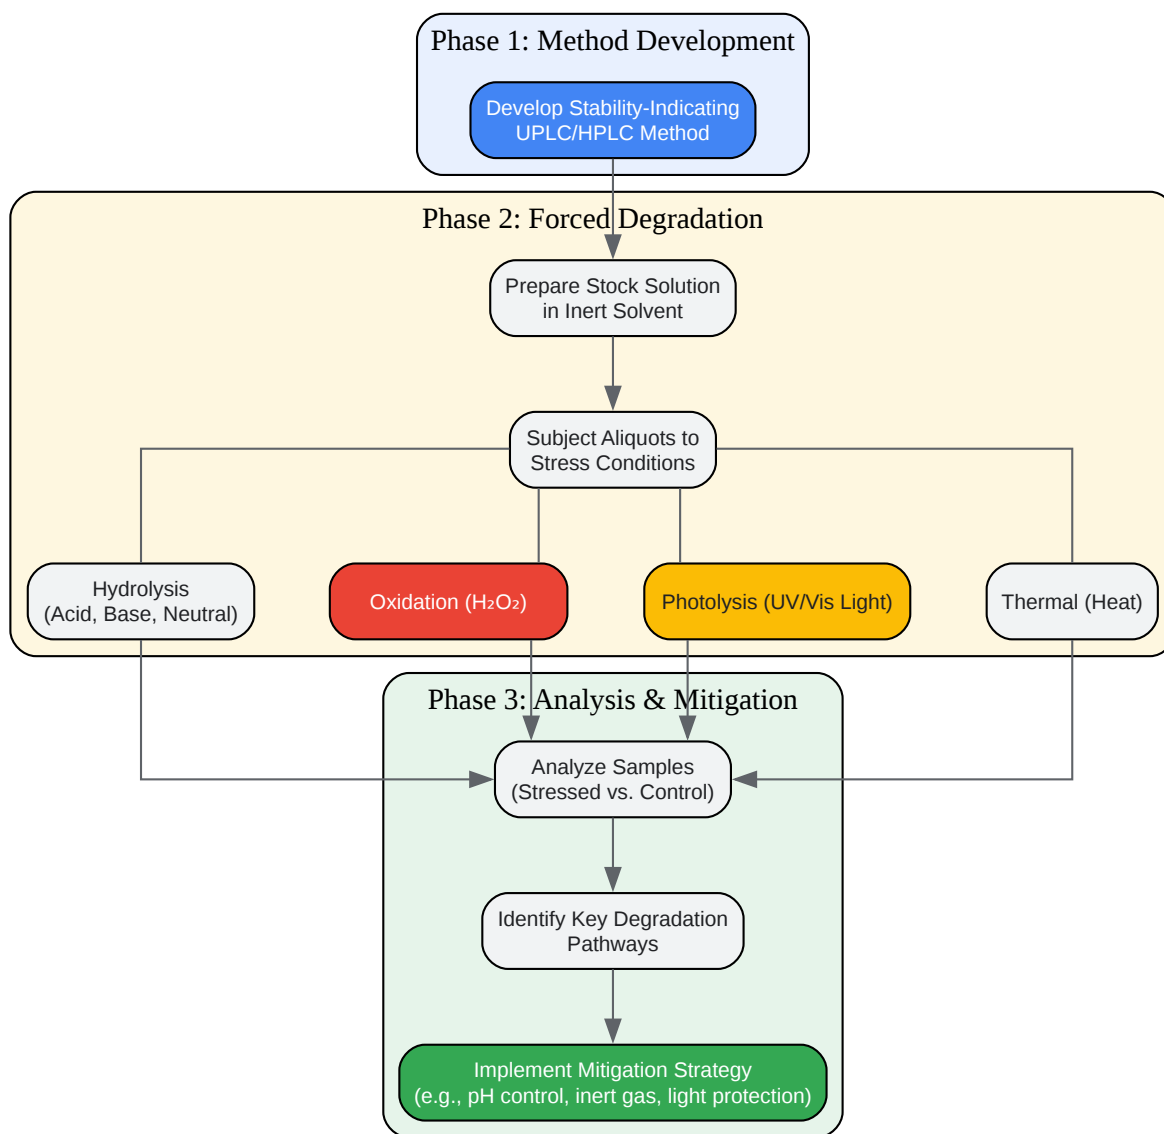 Phase 1: Method Development
Develop Stability-Indicating
UPLC/HPLC Method
Phase 2: Forced Degradation
Prepare Stock Solution
in Inert Solvent
Subject Aliquots to
Stress Conditions
Hydrolysis
(Acid, Base, Neutral)
Oxidation (H₂O₂)
Photolysis (UV/Vis Light)
Thermal (Heat)
Phase 3: Analysis & Mitigation
Analyze Samples
(Stressed vs. Control)
Identify Key Degradation
Pathways
Implement Mitigation Strategy
(e.g., pH control, inert gas, light protection)